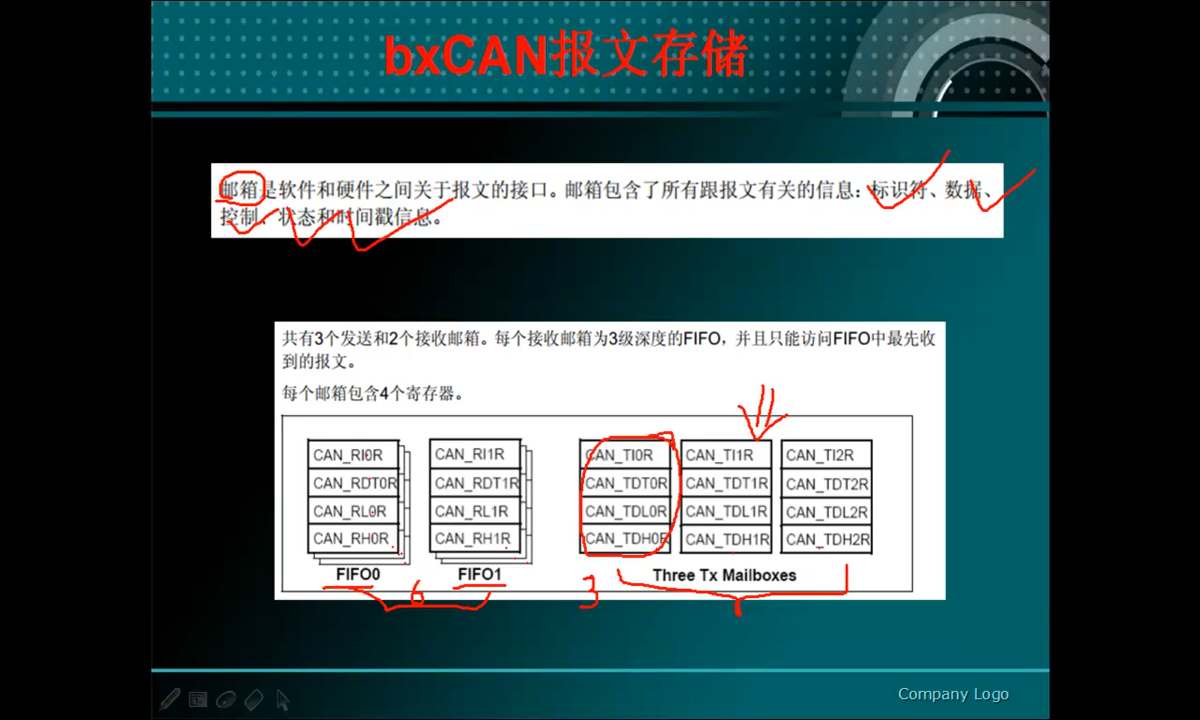 bxCAN报文存储
邮箱是软件和硬件之间关于报文的接口。邮箱包含了所有跟报文有关的信息：标识符、数据、
控制、状态和时间戳信息。
共有3个发送和2个接收邮箱。每个接收邮箱为3级深度的FIFO，并且只能访问FIFO中最先收
到的报文。
每个邮箱包含4个寄存器。
CAN_RI0R CAN_RI1R CAN_TI0R CAN_TI1R CAN_TI2R
CAN_RDT0R CAN_RDT1R CAN_TDT0R CAN_TDT1R CAN_TDT2R
CAN_RL0R CAN_RL1R CAN_TDL0R CAN_TDL1R CAN_TDL2R
CAN_RH0R CAN_RH1R CAN_TDH0R CAN_TDH1R CAN_TDH2R
FIFO0 FIFO1 Three Tx Mailboxes
6 3
Company Logo